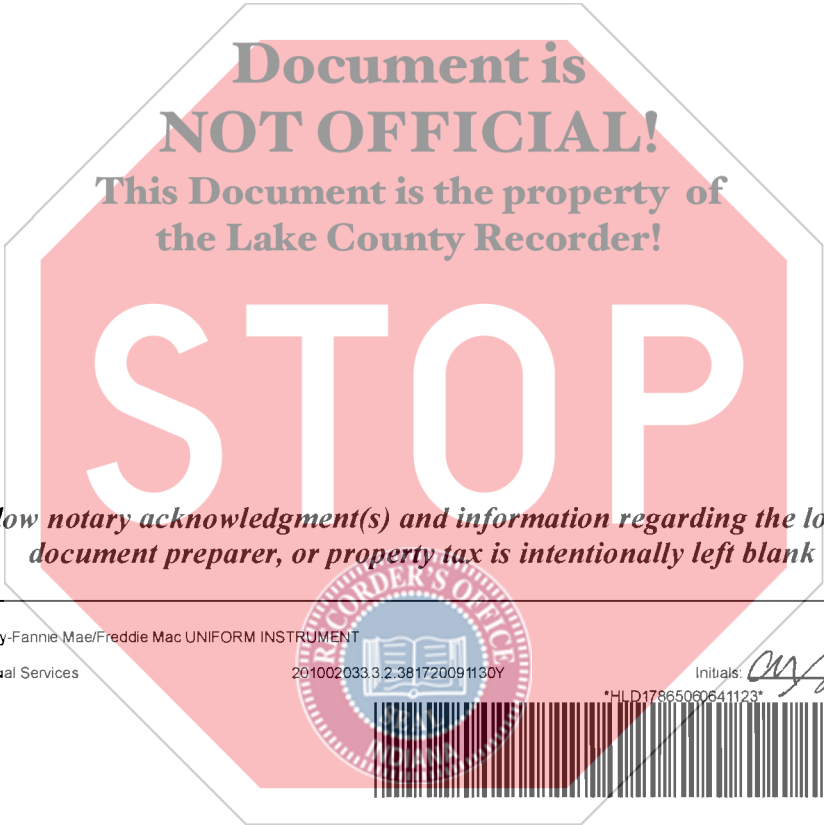 Document is
NOT OFFICIAL!
This Document is the property of
the Lake County Recorder!
STOP
low notary acknowledgment(s) and information regarding the lo
document preparer, or property tax is intentionally left blank
y-Fannie Mae/Freddie Mac UNIFORM INSTRUMENT
al Services 201002033.3.2.381720091130Y Initials:
*HLD17865060641123*
RECORDER'S OFFICE
SEAL
INDIANA